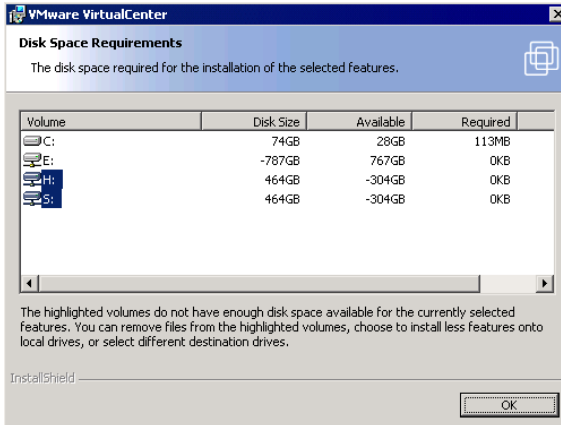 VMware VirtualCenter
Disk Space Requirements
The disk space required for the installation of the selected features.
Volume Disk Size Available Required
C: 74GB 28GB 113MB
E: -787GB 767GB 0KB
H: 464GB -304GB 0KB
S: 464GB -304GB 0KB
The highlighted volumes do not have enough disk space available for the currently selected
features. You can remove files from the highlighted volumes, choose to install less features onto
local drives, or select different destination drives.
InstallShield
OK